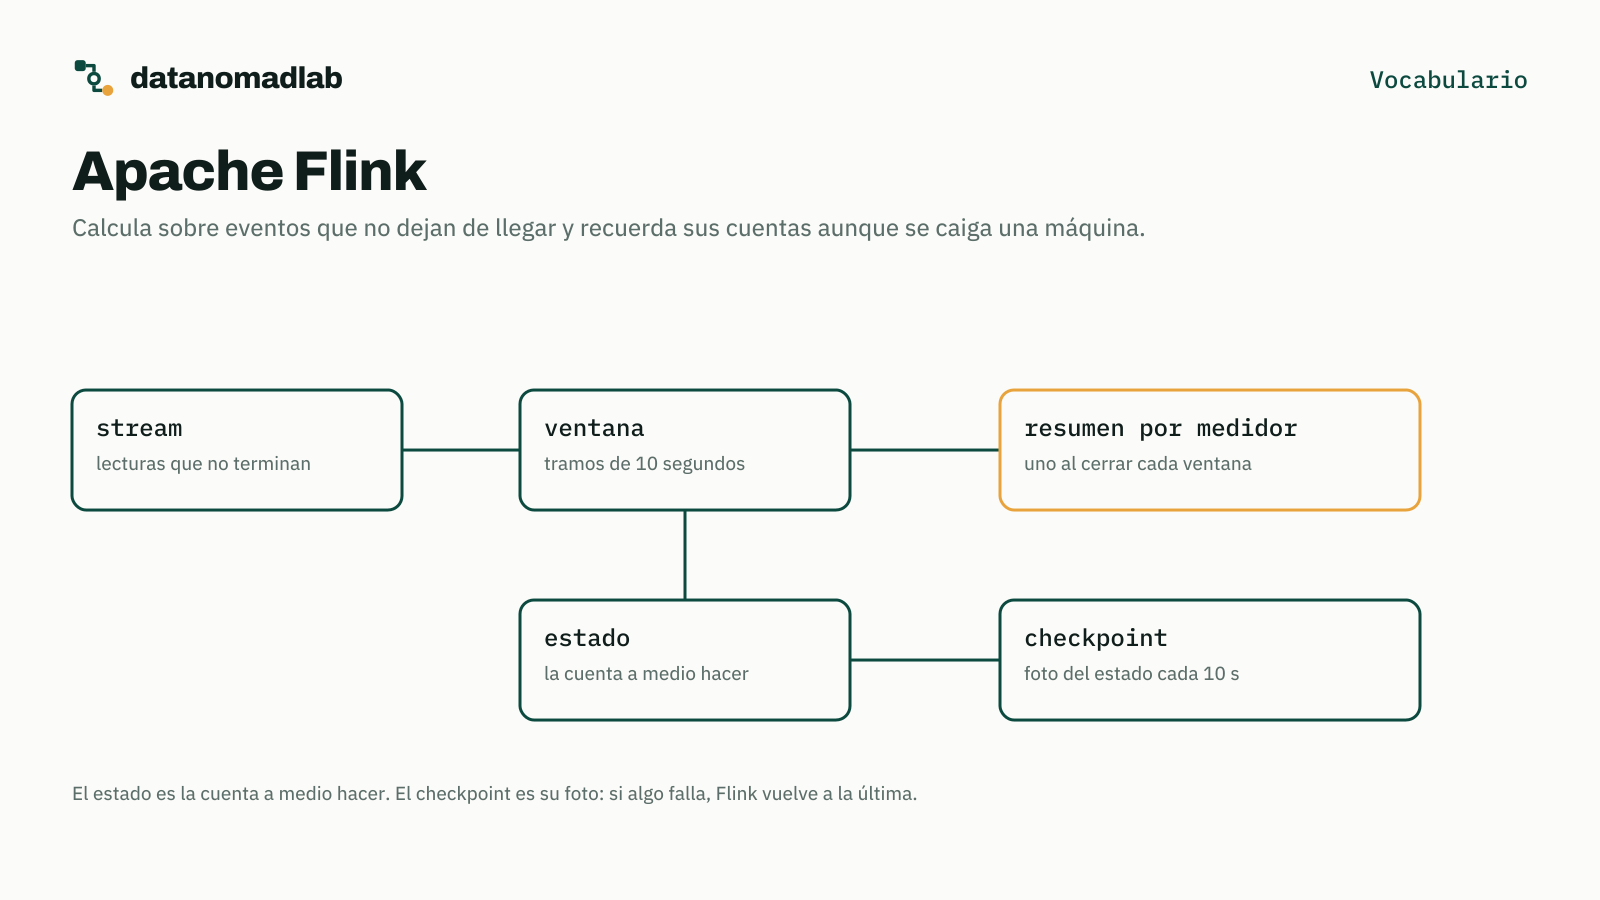 datanomadlab
Vocabulario
Apache Flink
Calcula sobre eventos que no dejan de llegar y recuerda sus cuentas aunque se caiga una máquina.
stream
lecturas que no terminan
ventana
tramos de 10 segundos
resumen por medidor
uno al cerrar cada ventana
estado
la cuenta a medio hacer
checkpoint
foto del estado cada 10 s
El estado es la cuenta a medio hacer. El checkpoint es su foto: si algo falla, Flink vuelve a la última.